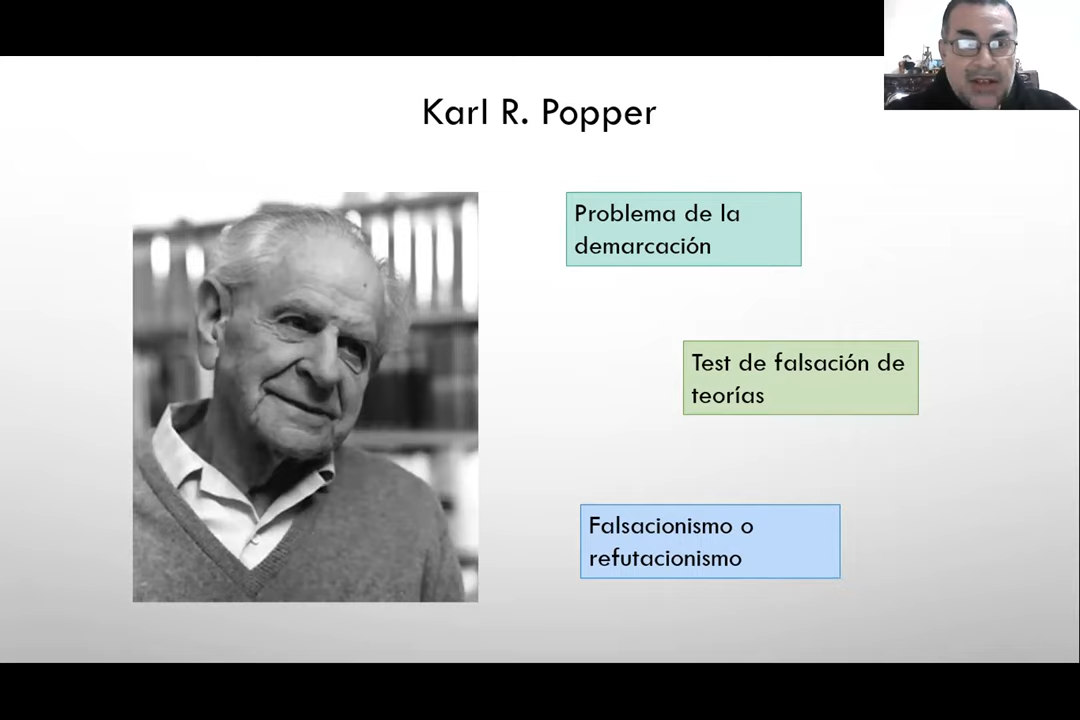 Karl R. Popper
Problema de la
demarcación
Test de falsación de
teorías
Falsacionismo o
refutacionismo